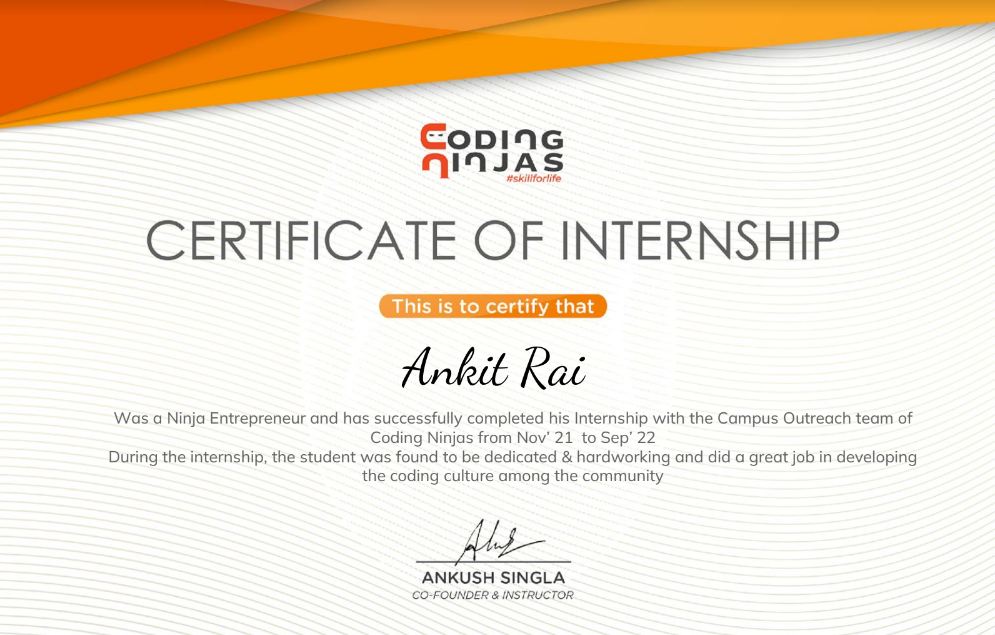 CODING
NINJAS
#skillforlife
CERTIFICATE OF INTERNSHIP
This is to certify that
Ankit Rai
Was a Ninja Entrepreneur and has successfully completed his Internship with the Campus Outreach team of
Coding Ninjas from Nov' 21 to Sep' 22
During the internship, the student was found to be dedicated & hardworking and did a great job in developing
the coding culture among the community
ANKUSH SINGLA
CO-FOUNDER & INSTRUCTOR